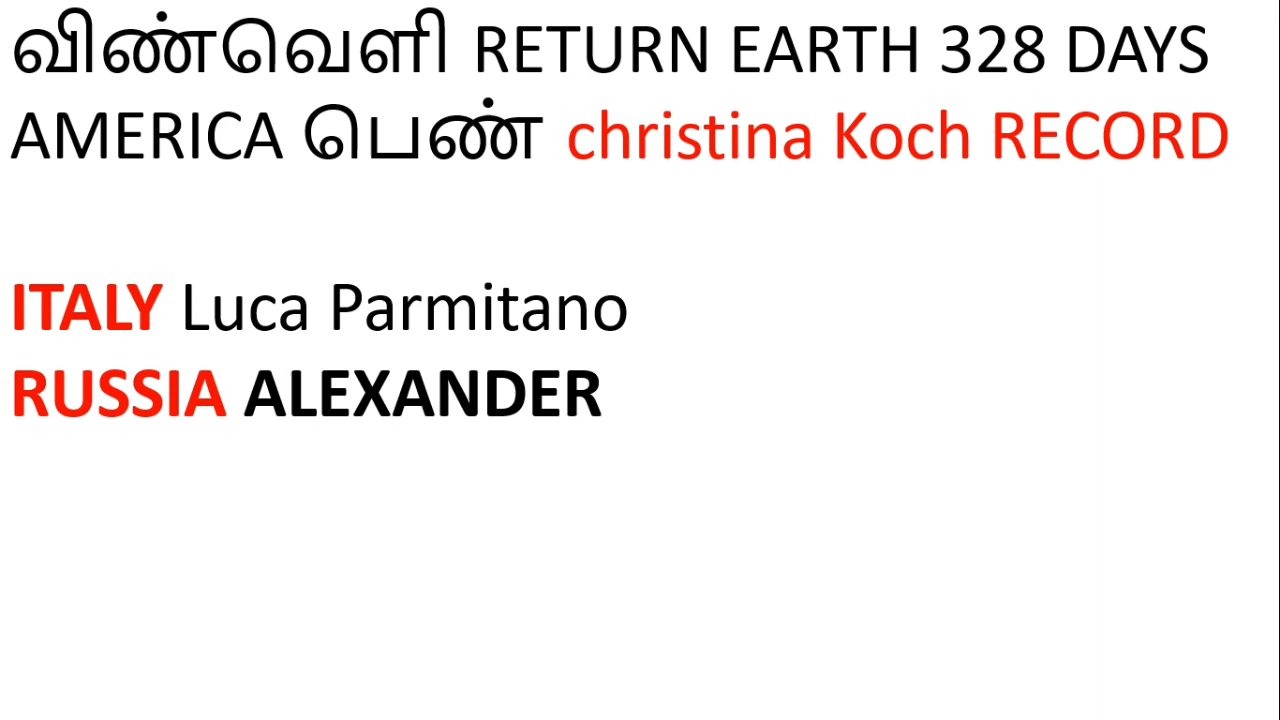 விண்வெளி RETURN EARTH 328 DAYS
AMERICA பெண் christina Koch RECORD
ITALY Luca Parmitano
RUSSIA ALEXANDER